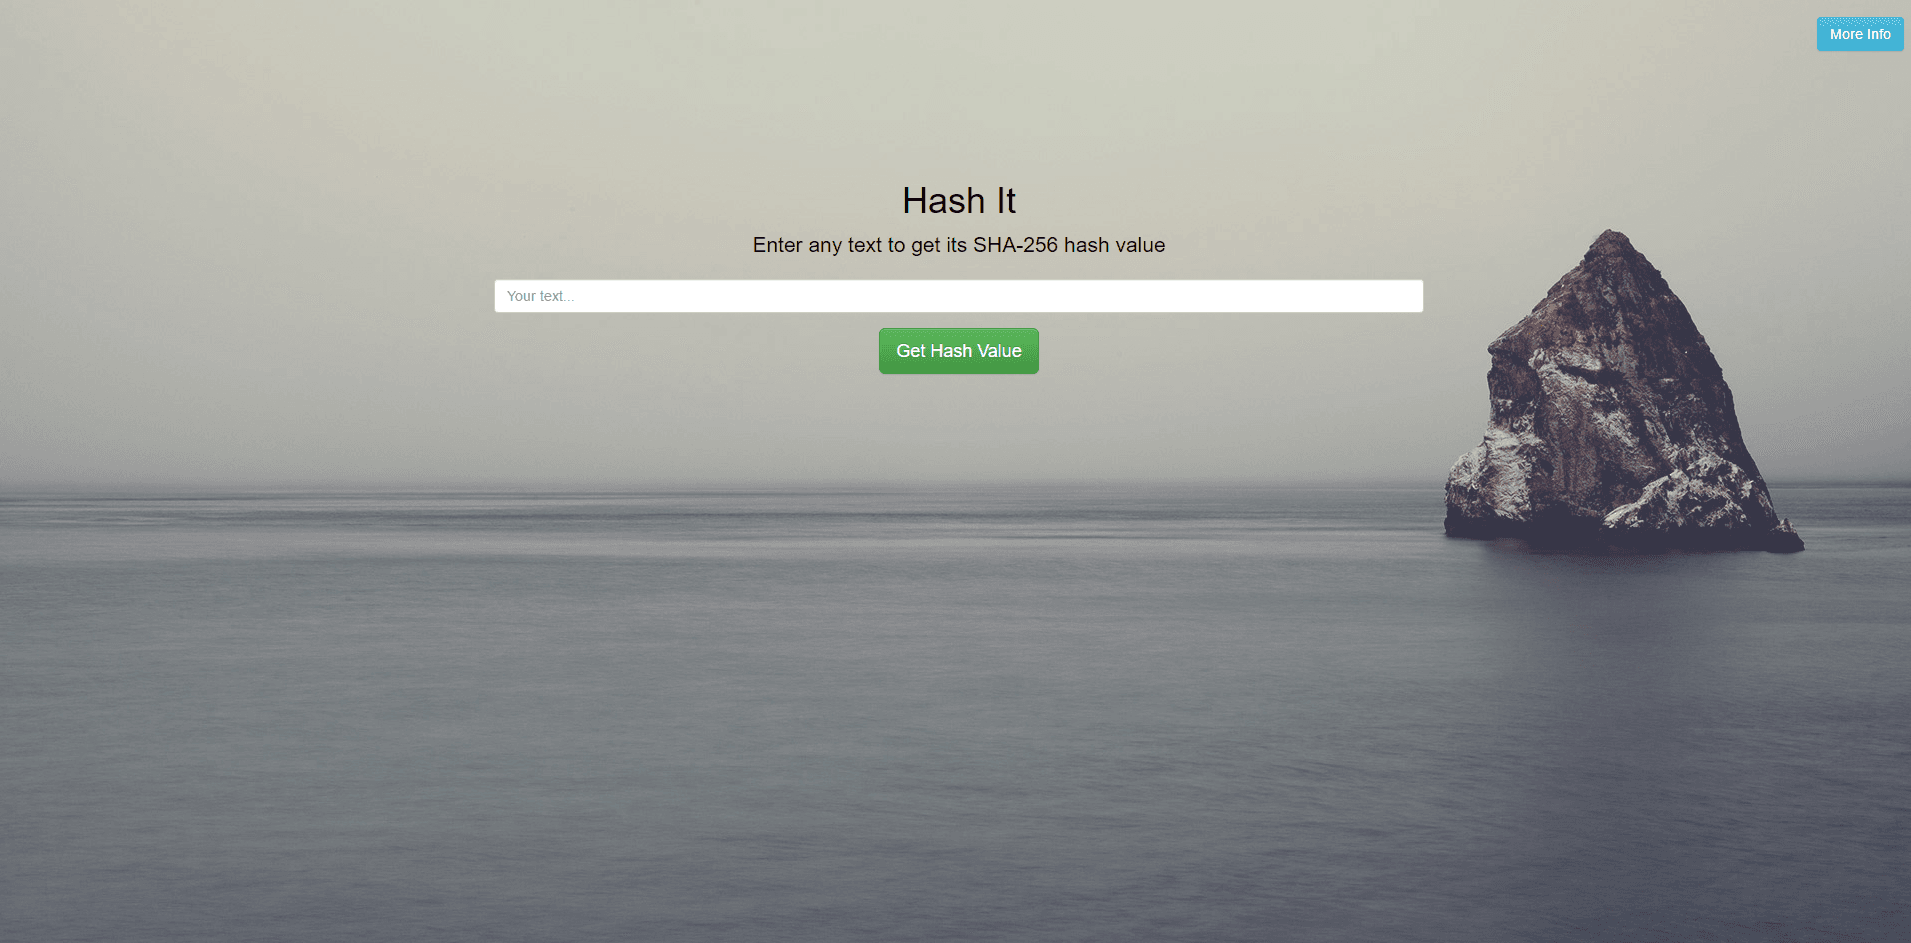 More Info
Hash It
Enter any text to get its SHA-256 hash value
Your text...
Get Hash Value